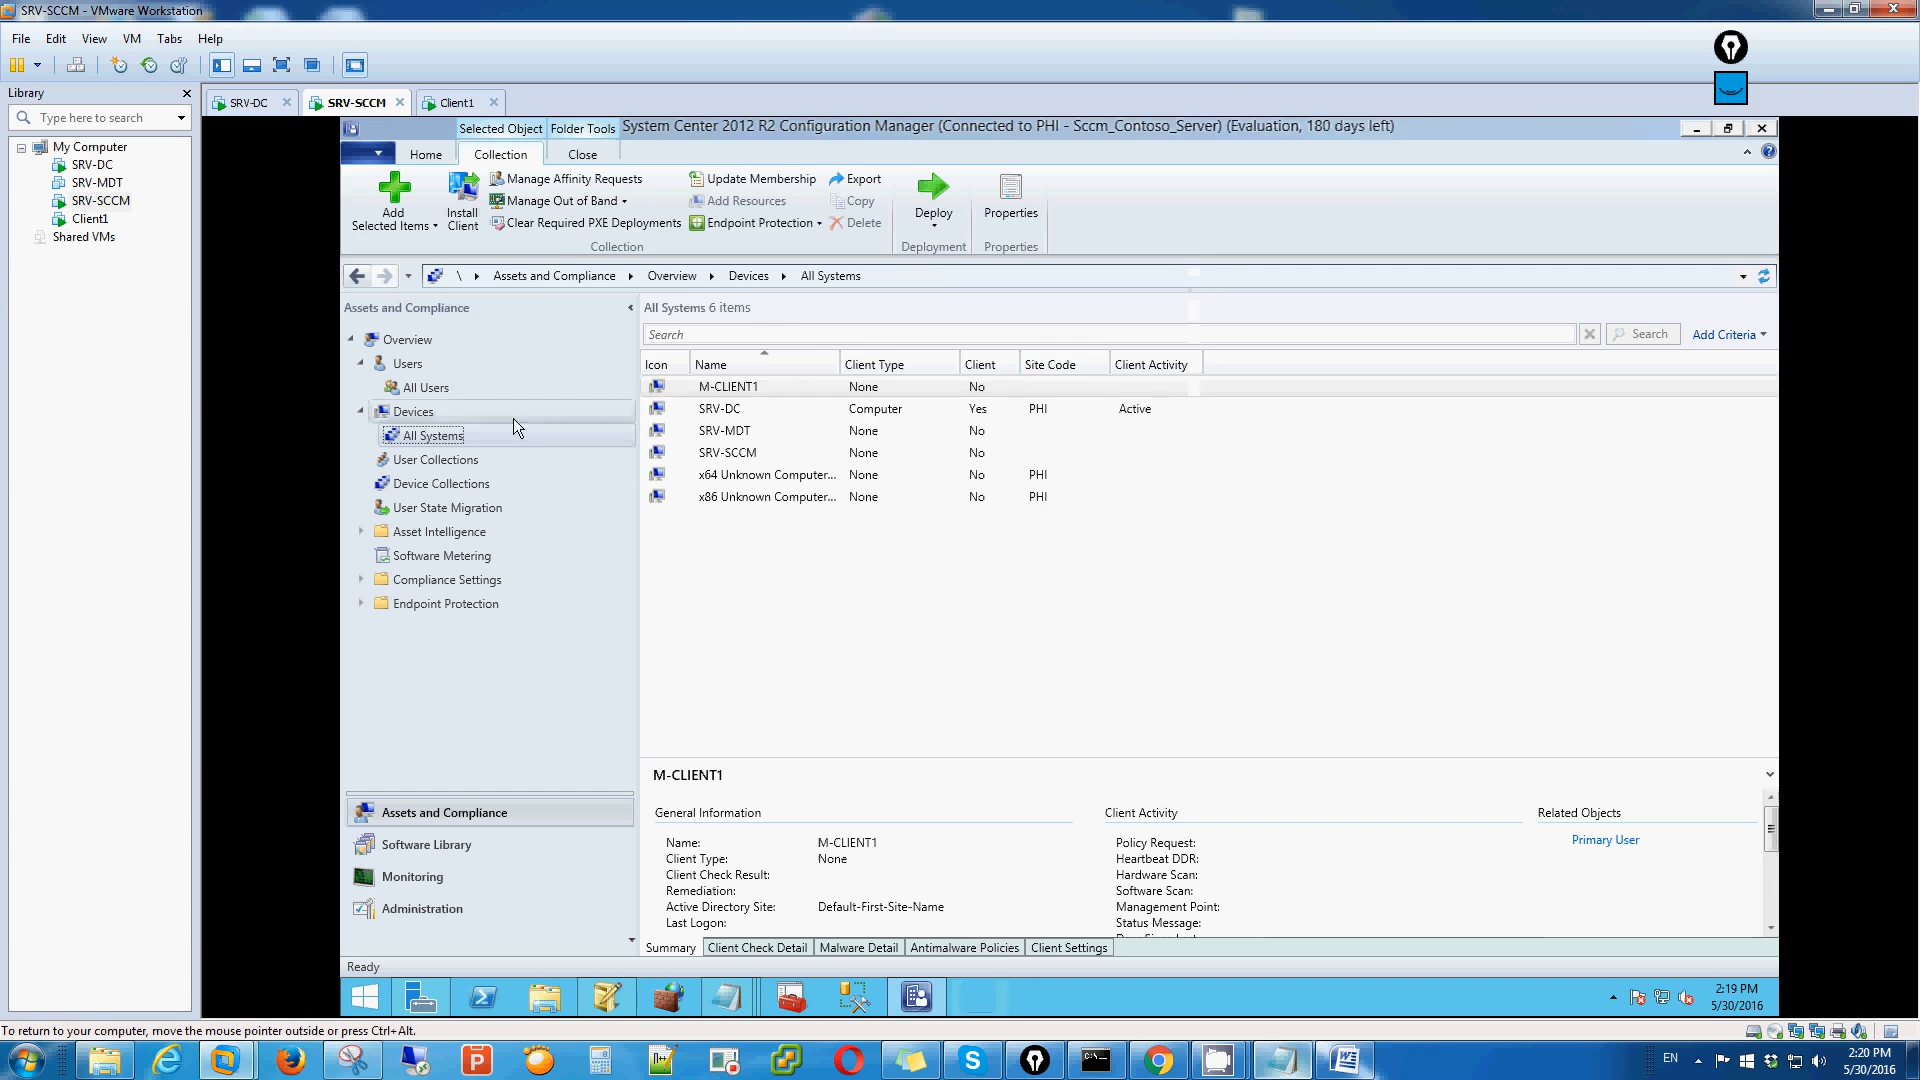 SRV-SCCM - VMware Workstation
File Edit View VM Tabs Help
Library
Type here to search
My Computer
SRV-DC
SRV-MDT
SRV-SCCM
Client1
Shared VMs
SRV-DC SRV-SCCM Client1
Selected Object Folder Tools System Center 2012 R2 Configuration Manager (Connected to PHI - Sccm_Contoso_Server) (Evaluation, 180 days left)
Home Collection Close
Add Selected Items
Install Client
Manage Affinity Requests
Manage Out of Band
Clear Required PXE Deployments
Update Membership
Add Resources
Endpoint Protection
Export
Copy
Delete
Deploy
Properties
Collection Deployment Properties
\ Assets and Compliance Overview Devices All Systems
Assets and Compliance
Overview
Users
All Users
Devices
All Systems
User Collections
Device Collections
User State Migration
Asset Intelligence
Software Metering
Compliance Settings
Endpoint Protection
Assets and Compliance
Software Library
Monitoring
Administration
All Systems 6 items
Search Search Add Criteria
Icon Name Client Type Client Site Code Client Activity
M-CLIENT1 None No
SRV-DC Computer Yes PHI Active
SRV-MDT None No
SRV-SCCM None No
x64 Unknown Computer... None No PHI
x86 Unknown Computer... None No PHI
M-CLIENT1
General Information
Name: M-CLIENT1
Client Type: None
Client Check Result:
Remediation:
Active Directory Site: Default-First-Site-Name
Last Logon:
Client Activity
Policy Request:
Heartbeat DDR:
Hardware Scan:
Software Scan:
Management Point:
Status Message:
Related Objects
Primary User
Summary Client Check Detail Malware Detail Antimalware Policies Client Settings
Ready
2:19 PM
5/30/2016
To return to your computer, move the mouse pointer outside or press Ctrl+Alt.
EN
2:20 PM
5/30/2016